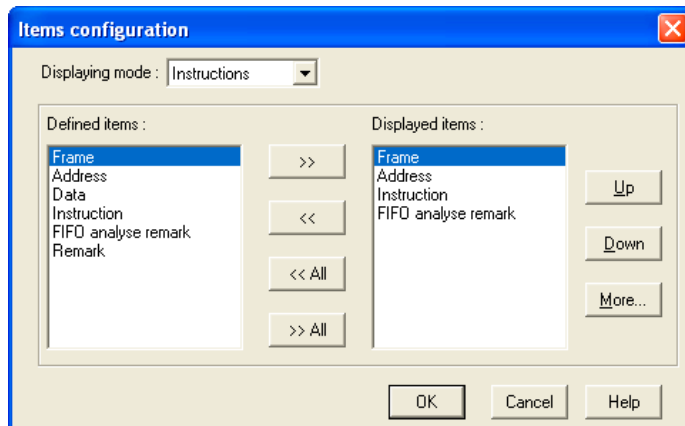 Items configuration
Displaying mode : Instructions
Defined items :
Frame
Address
Data
Instruction
FIFO analyse remark
Remark
>>
<<
<< All
>> All
Displayed items :
Frame
Address
Instruction
FIFO analyse remark
Up
Down
More...
OK
Cancel
Help